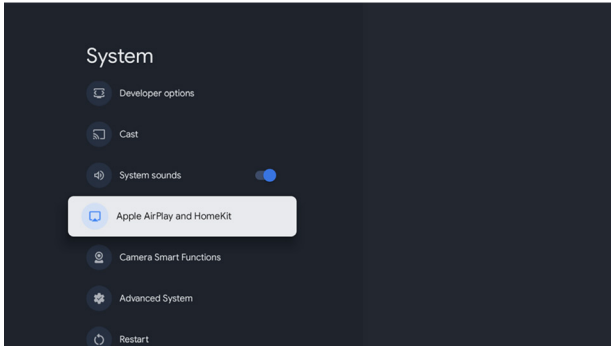 System
Developer options
Cast
System sounds
Apple AirPlay and HomeKit
Camera Smart Functions
Advanced System
Restart